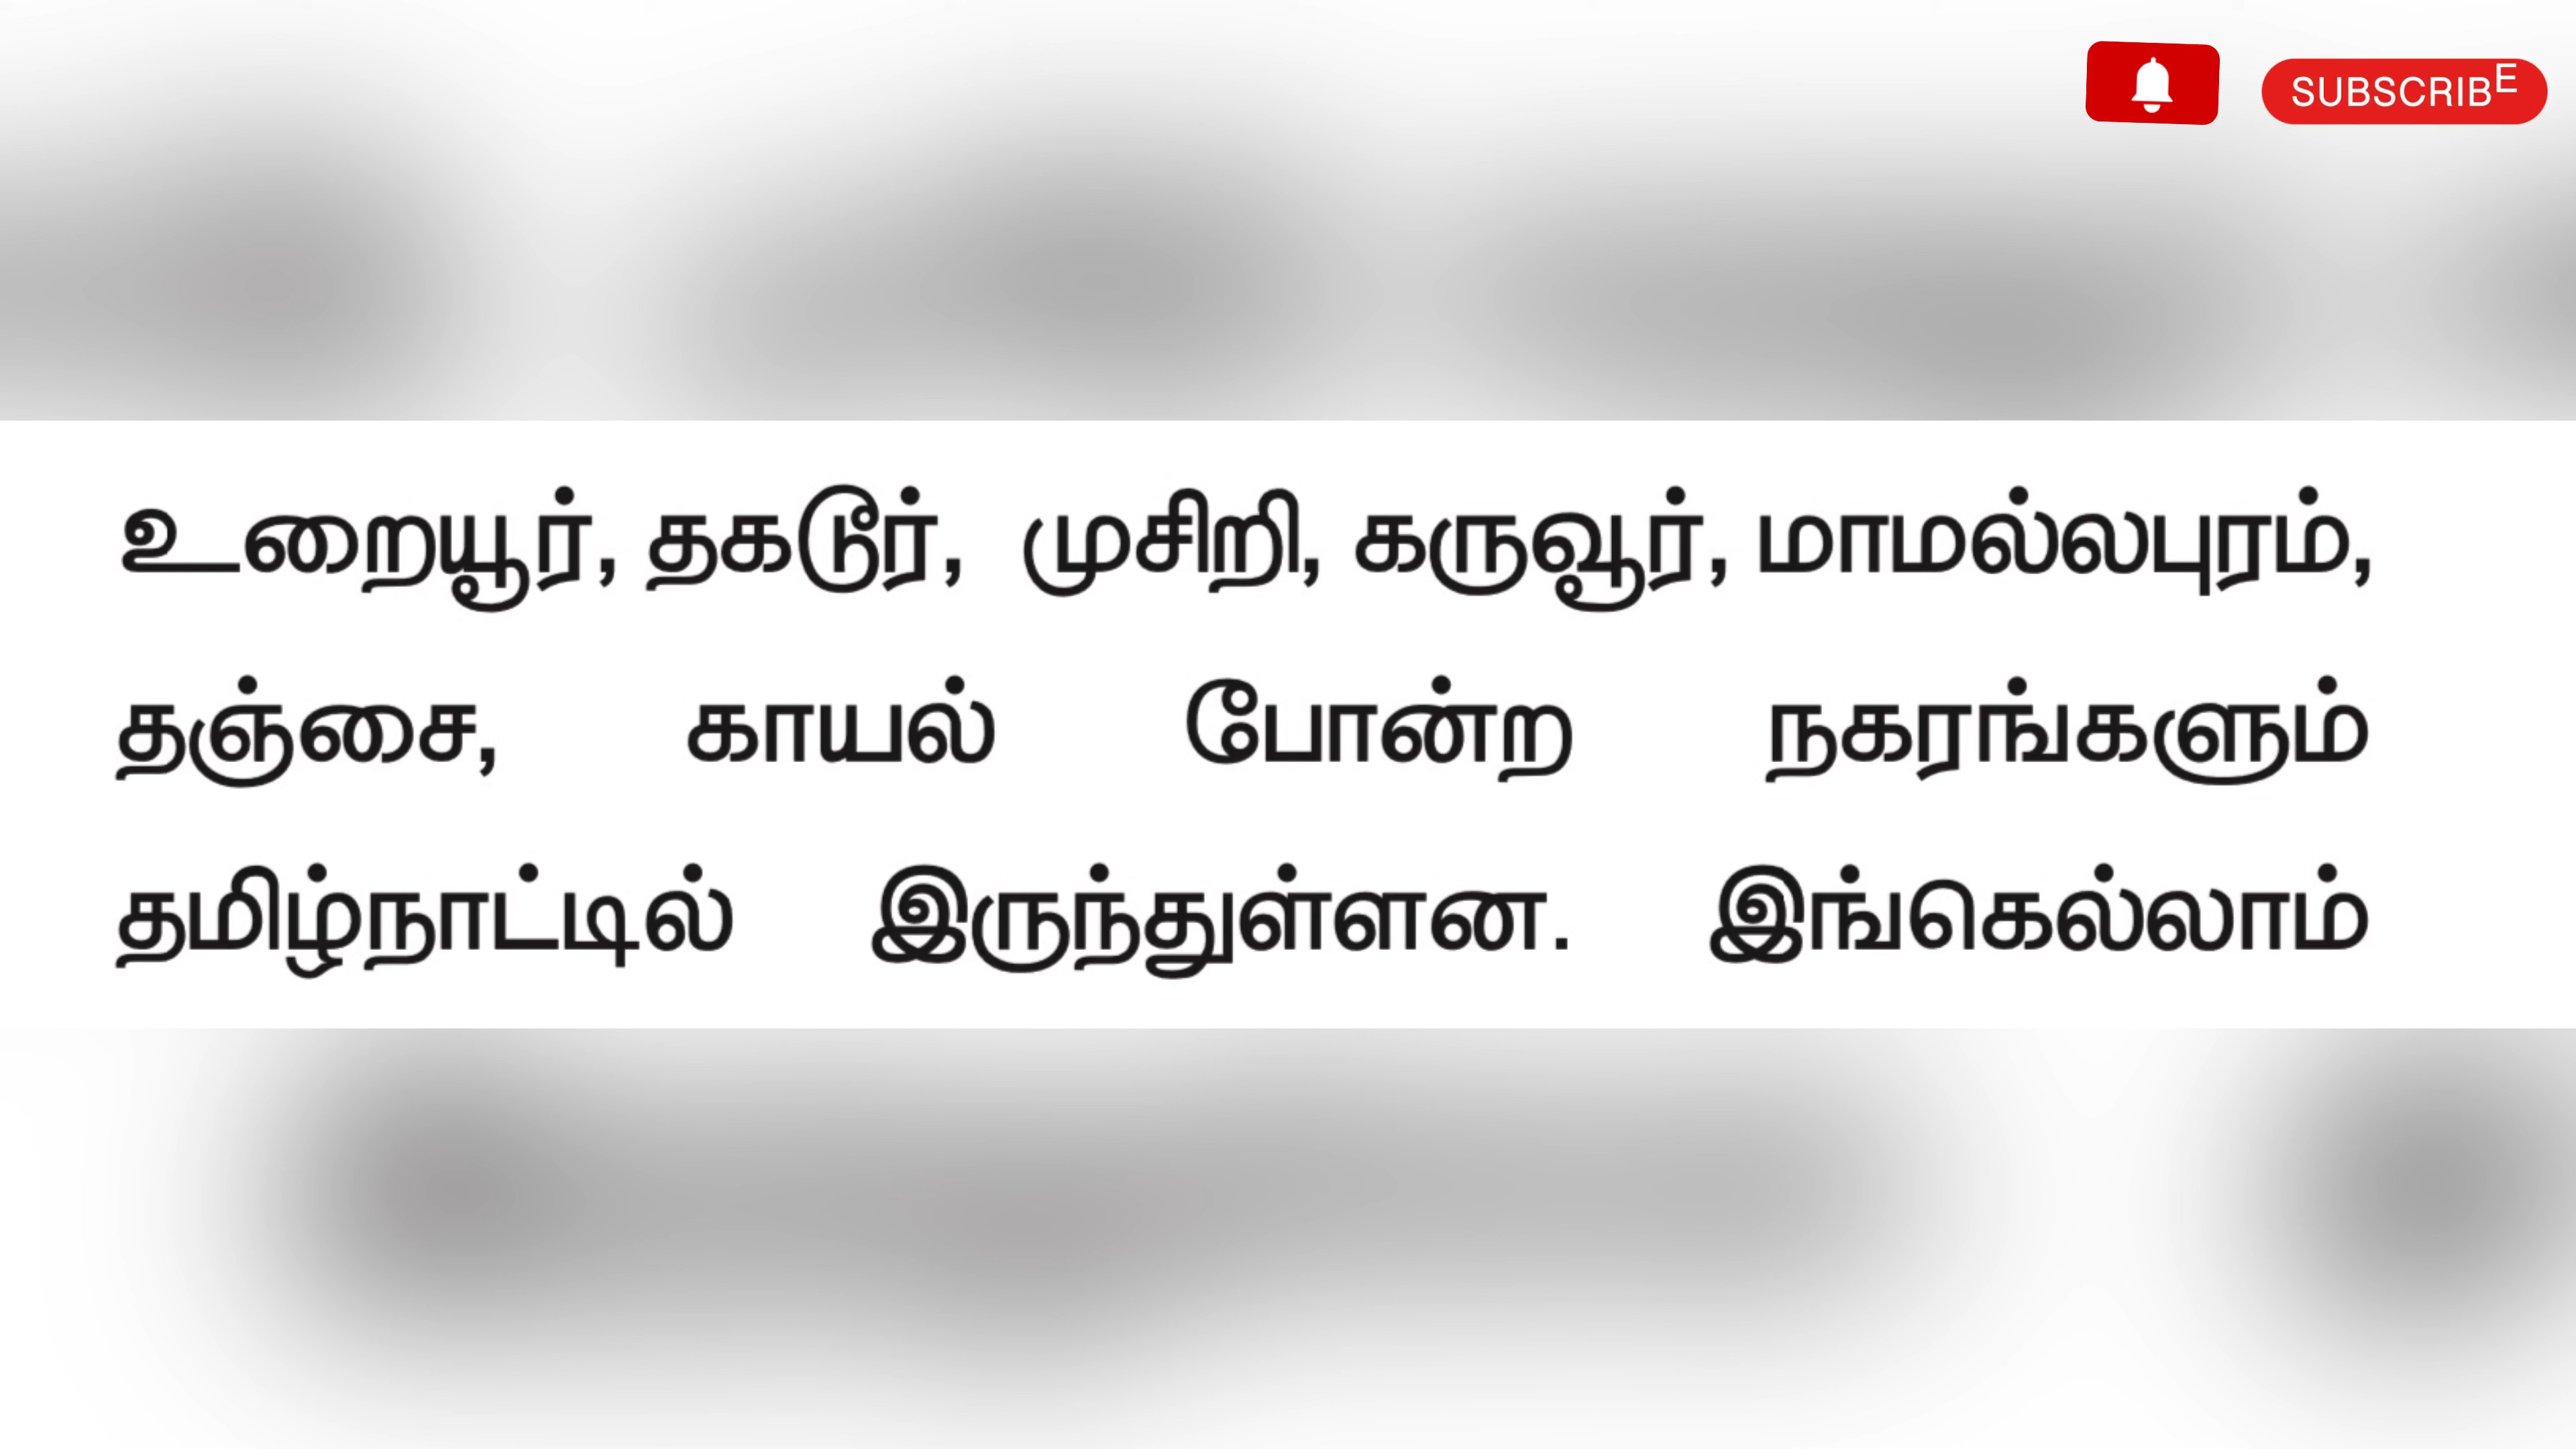 SUBSCRIBE
உறையூர், தகடூர், முசிறி, கருவூர், மாமல்லபுரம்,
தஞ்சை, காயல் போன்ற நகரங்களும்
தமிழ்நாட்டில் இருந்துள்ளன. இங்கெல்லாம்